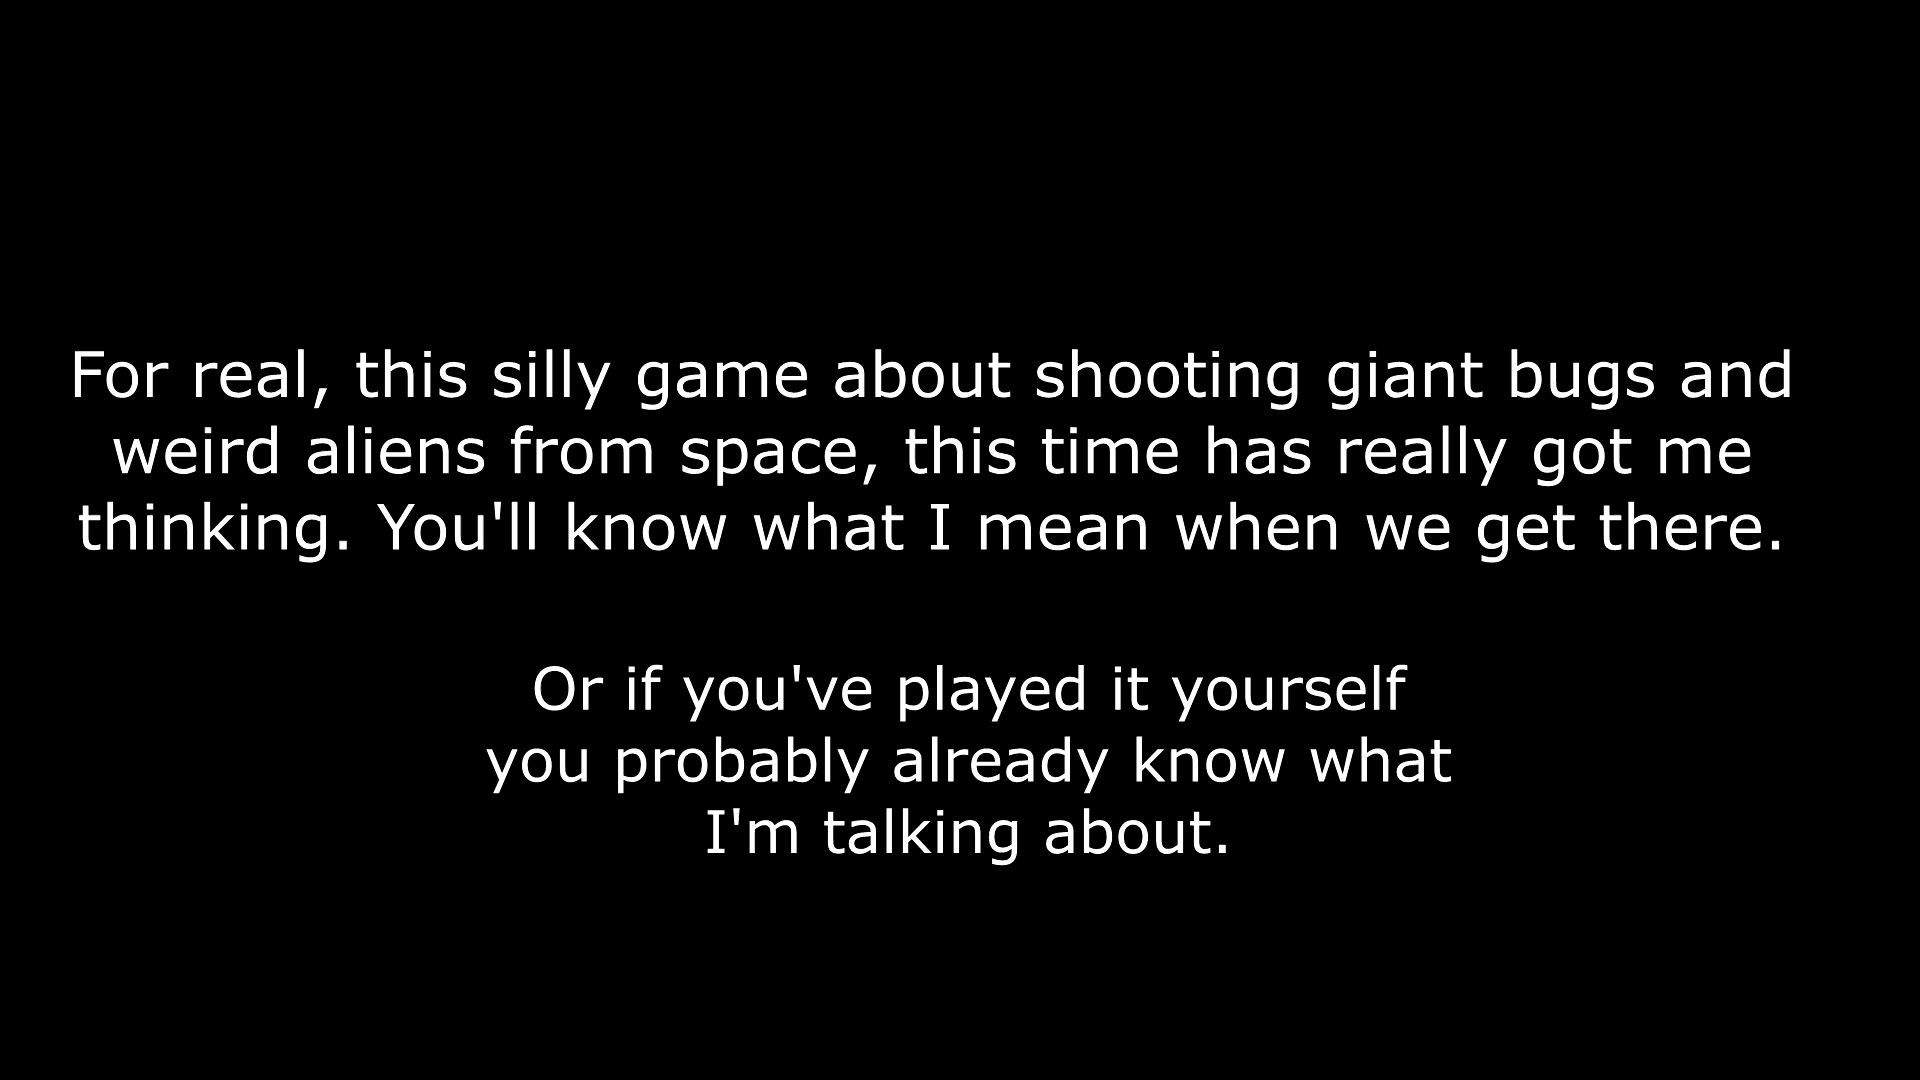 For real, this silly game about shooting giant bugs and
weird aliens from space, this time has really got me
thinking. You'll know what I mean when we get there.
Or if you've played it yourself
you probably already know what
I'm talking about.